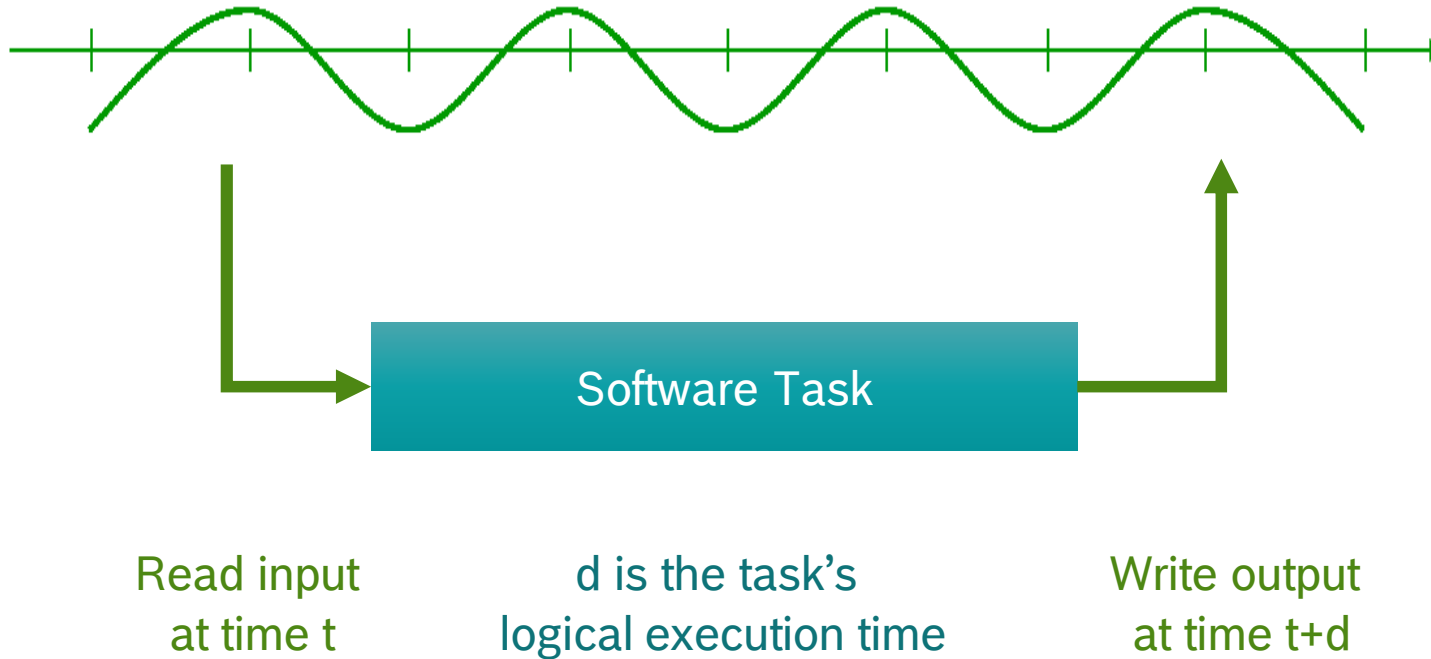 Software Task
Read input
at time t
d is the task’s
logical execution time
Write output
at time t+d